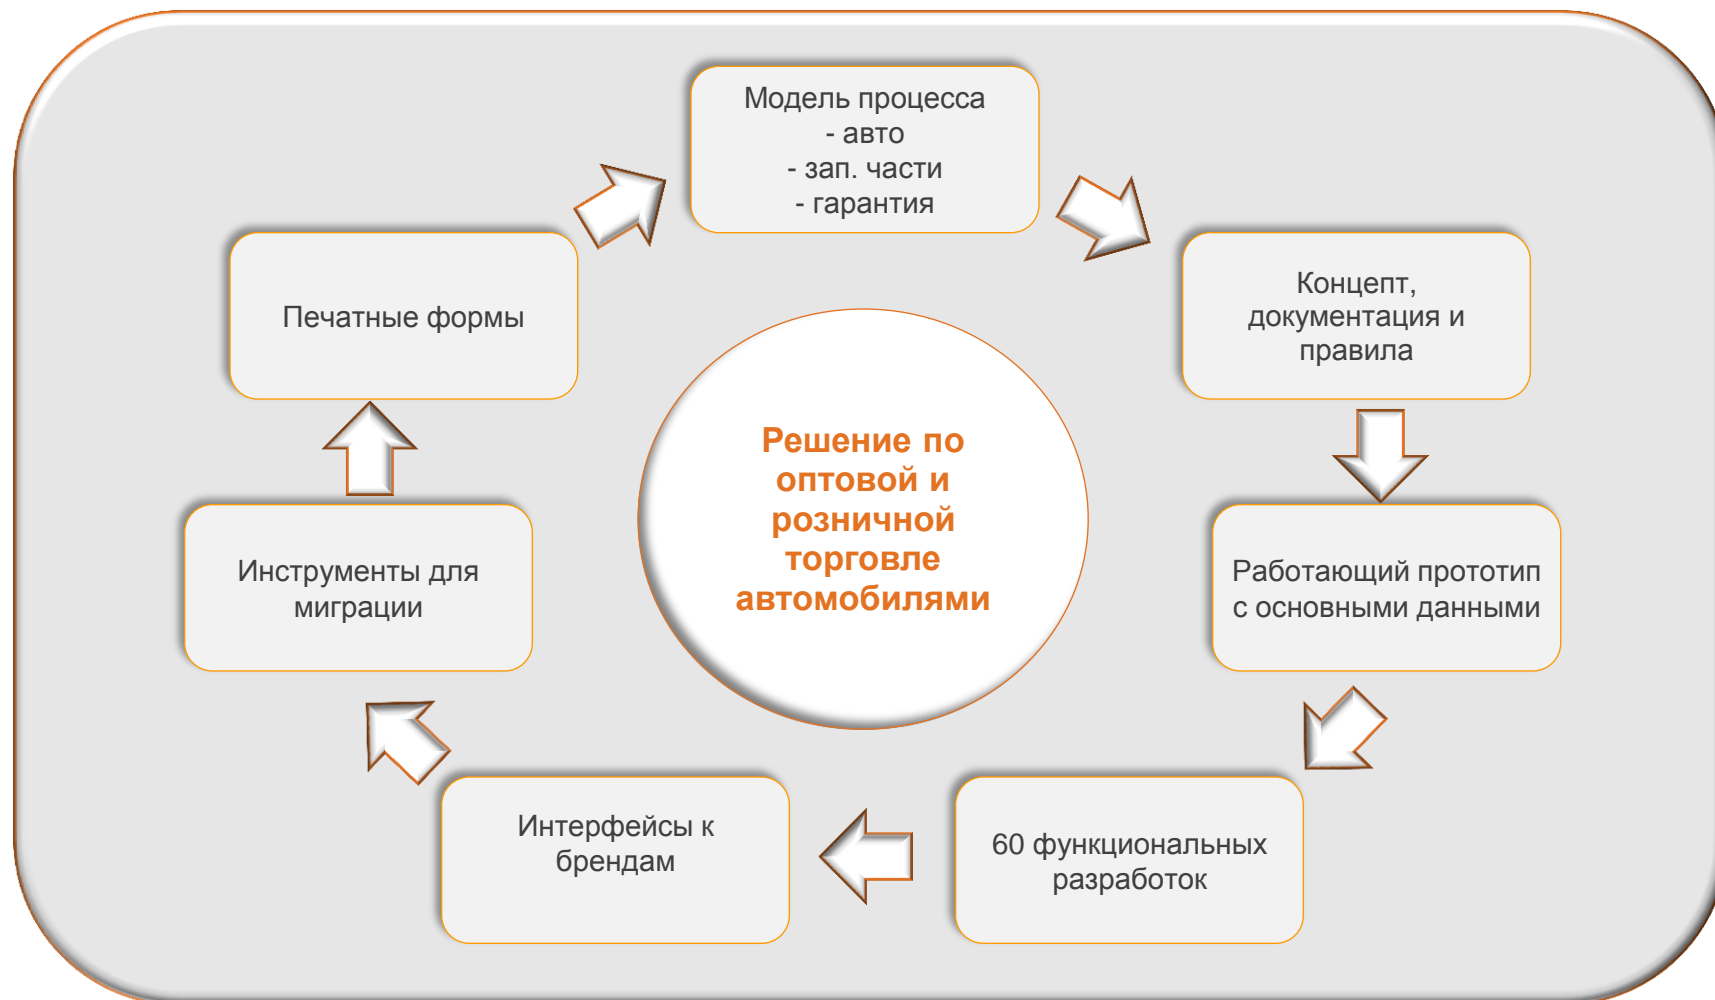 Модель процесса
- авто
- зап. части
- гарантия
Концепт,
документация и
правила
Работающий прототип
с основными данными
60 функциональных
разработок
Интерфейсы к
брендам
Инструменты для
миграции
Печатные формы
Решение по
оптовой и
розничной
торговле
автомобилями